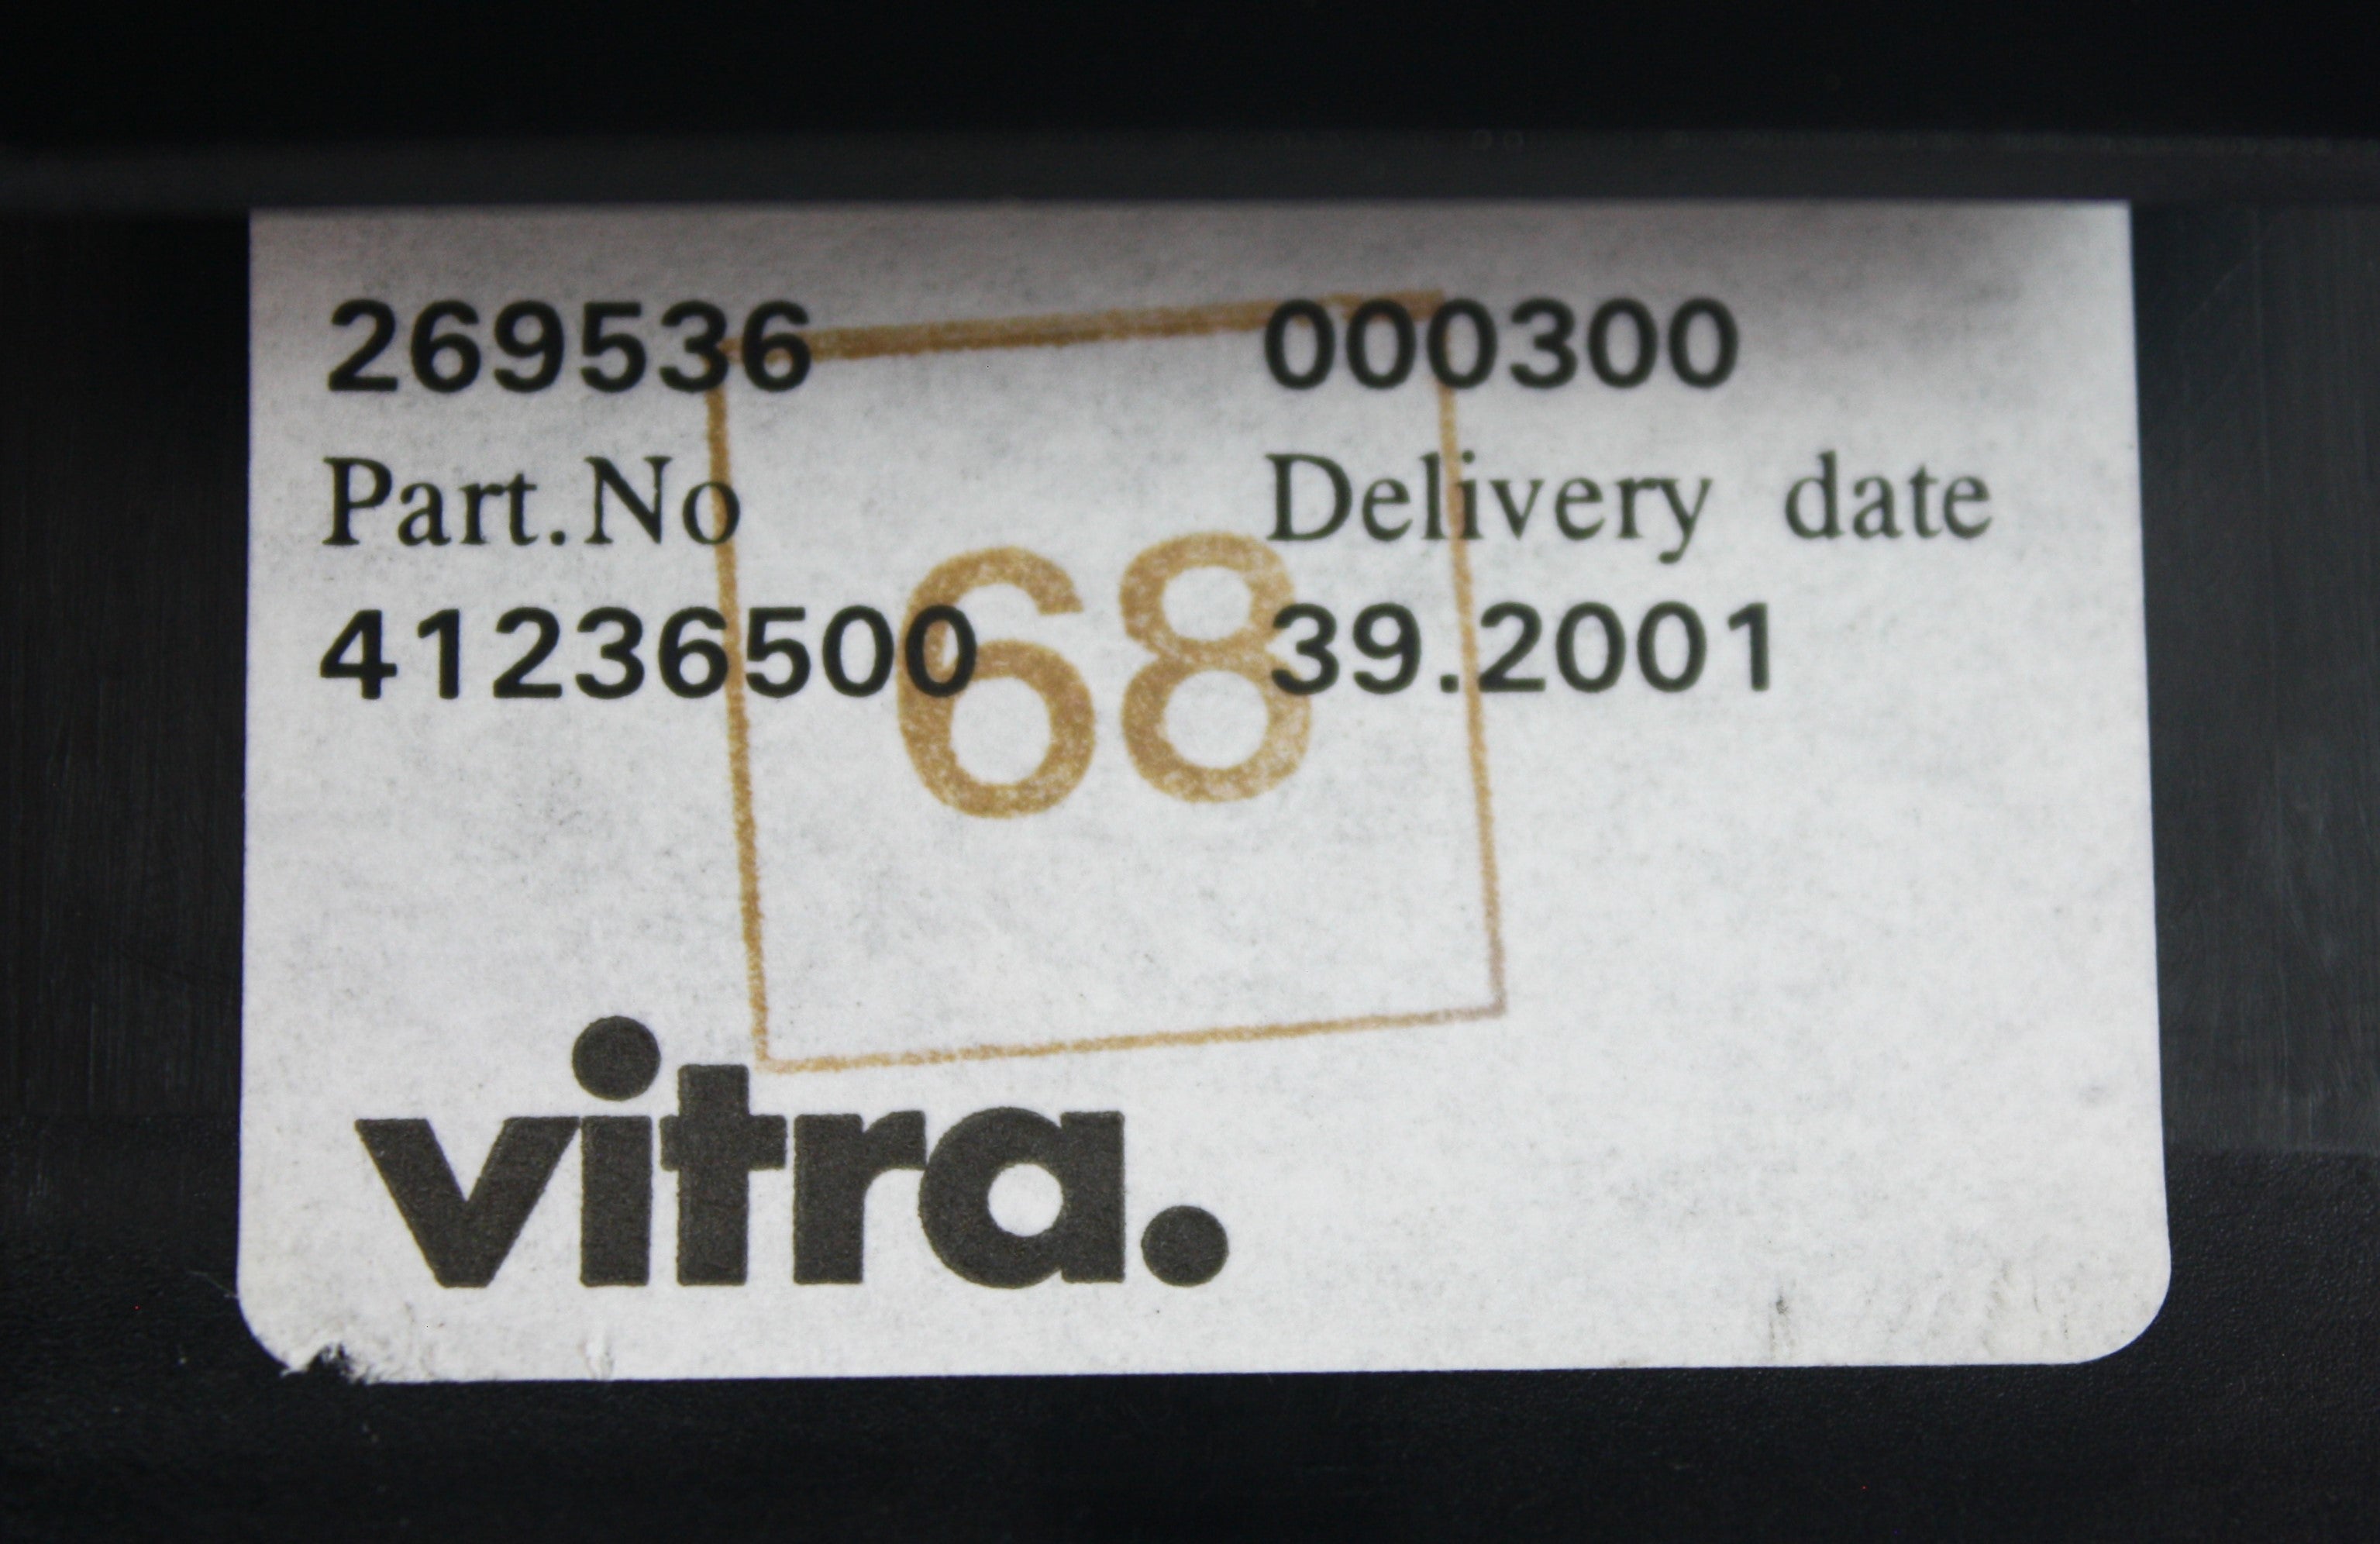 269536 000300
Part.No Delivery date
41236500 39.2001
68
vitra.